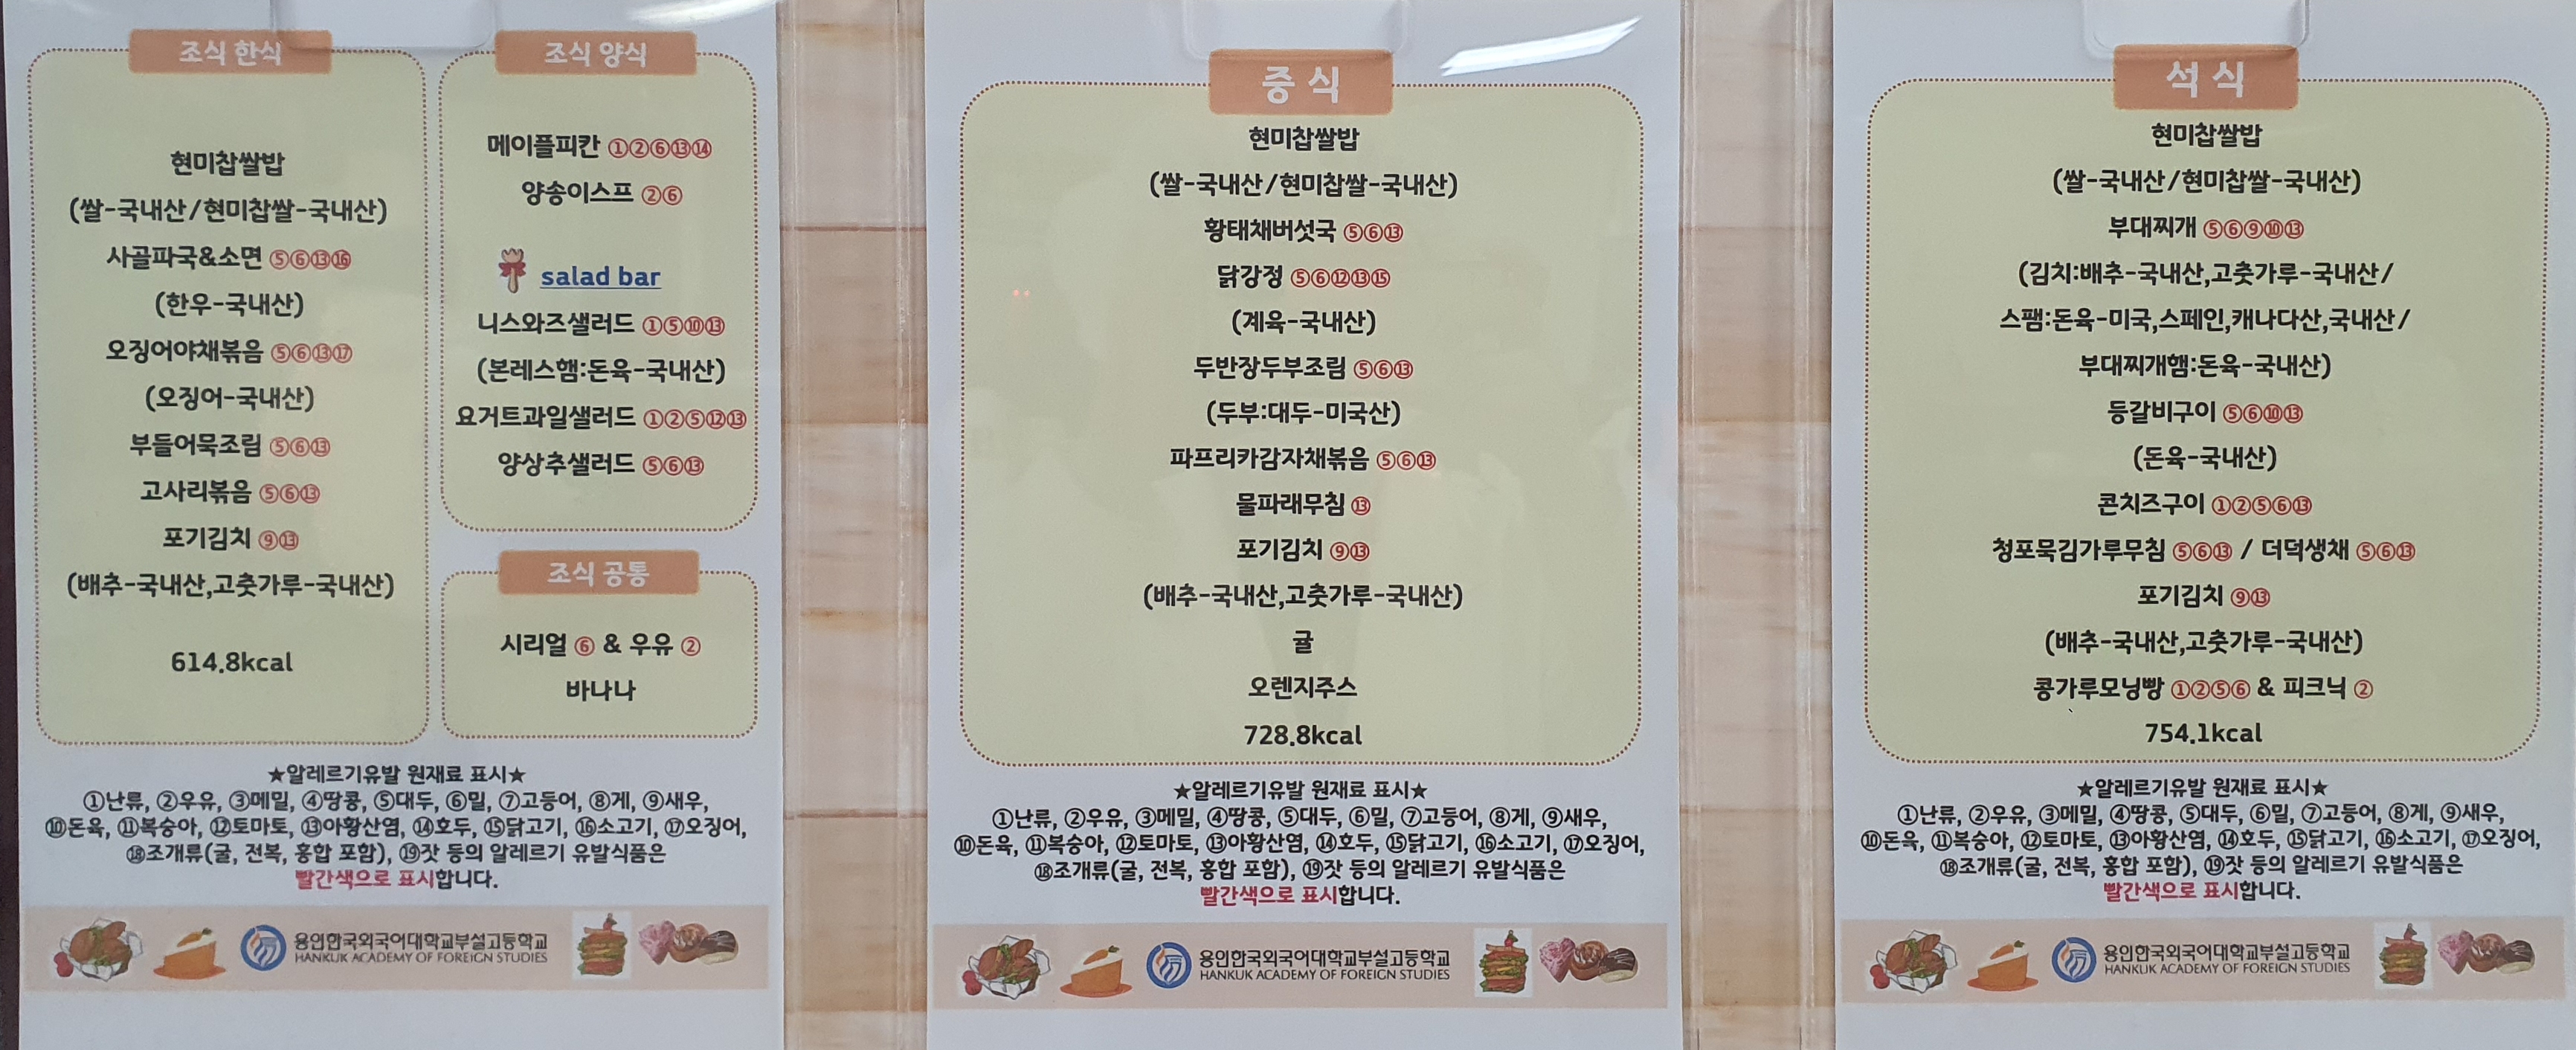 조식 한식
현미찹쌀밥
(쌀-국내산/현미찹쌀-국내산)
사골파국&소면 ⑤⑥⑬⑯
(한우-국내산)
오징어야채볶음 ⑤⑥⑬⑰
(오징어-국내산)
부들어묵조림 ⑤⑥⑬
고사리볶음 ⑤⑥⑬
포기김치 ⑨⑬
(배추-국내산,고춧가루-국내산)
614.8kcal
조식 양식
메이플피칸 ①②⑥⑬⑭
양송이스프 ②⑥
salad bar
니스와즈샐러드 ①⑤⑩⑬
(본레스햄:돈육-국내산)
요거트과일샐러드 ①②⑤⑫⑬
양상추샐러드 ⑤⑥⑬
조식 공통
시리얼 ⑥ & 우유 ②
바나나
★알레르기유발 원재료 표시★
①난류, ②우유, ③메밀, ④땅콩, ⑤대두, ⑥밀, ⑦고등어, ⑧게, ⑨새우,
⑩돈육, ⑪복숭아, ⑫토마토, ⑬아황산염, ⑭호두, ⑮닭고기, ⑯소고기, ⑰오징어,
⑱조개류(굴, 전복, 홍합 포함), ⑲잣 등의 알레르기 유발식품은
빨간색으로 표시합니다.
용인한국외국어대학교부설고등학교
HANKUK ACADEMY OF FOREIGN STUDIES
중 식
현미찹쌀밥
(쌀-국내산/현미찹쌀-국내산)
황태채버섯국 ⑤⑥⑬
닭강정 ⑤⑥⑫⑬⑮
(계육-국내산)
두반장두부조림 ⑤⑥⑬
(두부:대두-미국산)
파프리카감자채볶음 ⑤⑥⑬
물파래무침 ⑬
포기김치 ⑨⑬
(배추-국내산,고춧가루-국내산)
귤
오렌지주스
728.8kcal
★알레르기유발 원재료 표시★
①난류, ②우유, ③메밀, ④땅콩, ⑤대두, ⑥밀, ⑦고등어, ⑧게, ⑨새우,
⑩돈육, ⑪복숭아, ⑫토마토, ⑬아황산염, ⑭호두, ⑮닭고기, ⑯소고기, ⑰오징어,
⑱조개류(굴, 전복, 홍합 포함), ⑲잣 등의 알레르기 유발식품은
빨간색으로 표시합니다.
용인한국외국어대학교부설고등학교
HANKUK ACADEMY OF FOREIGN STUDIES
석 식
현미찹쌀밥
(쌀-국내산/현미찹쌀-국내산)
부대찌개 ⑤⑥⑨⑩⑬
(김치:배추-국내산,고춧가루-국내산/
스팸:돈육-미국,스페인,캐나다산,국내산/
부대찌개햄:돈육-국내산)
등갈비구이 ⑤⑥⑩⑬
(돈육-국내산)
콘치즈구이 ①②⑤⑥⑬
청포묵김가루무침 ⑤⑥⑬ / 더덕생채 ⑤⑥⑬
포기김치 ⑨⑬
(배추-국내산,고춧가루-국내산)
콩가루모닝빵 ①②⑤⑥ & 피크닉 ②
754.1kcal
★알레르기유발 원재료 표시★
①난류, ②우유, ③메밀, ④땅콩, ⑤대두, ⑥밀, ⑦고등어, ⑧게, ⑨새우,
⑩돈육, ⑪복숭아, ⑫토마토, ⑬아황산염, ⑭호두, ⑮닭고기, ⑯소고기, ⑰오징어,
⑱조개류(굴, 전복, 홍합 포함), ⑲잣 등의 알레르기 유발식품은
빨간색으로 표시합니다.
용인한국외국어대학교부설고등학교
HANKUK ACADEMY OF FOREIGN STUDIES